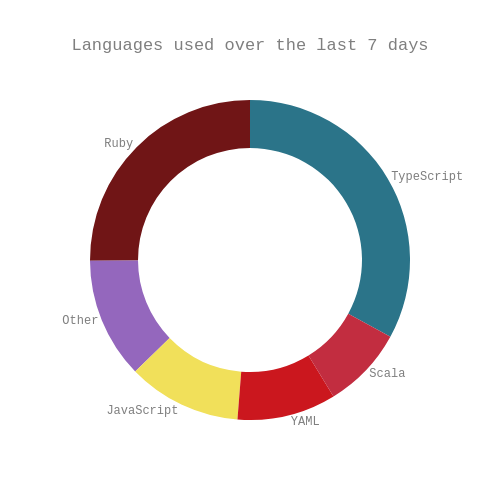 Languages used over the last 7 days
Ruby
TypeScript
Other
Scala
JavaScript
YAML